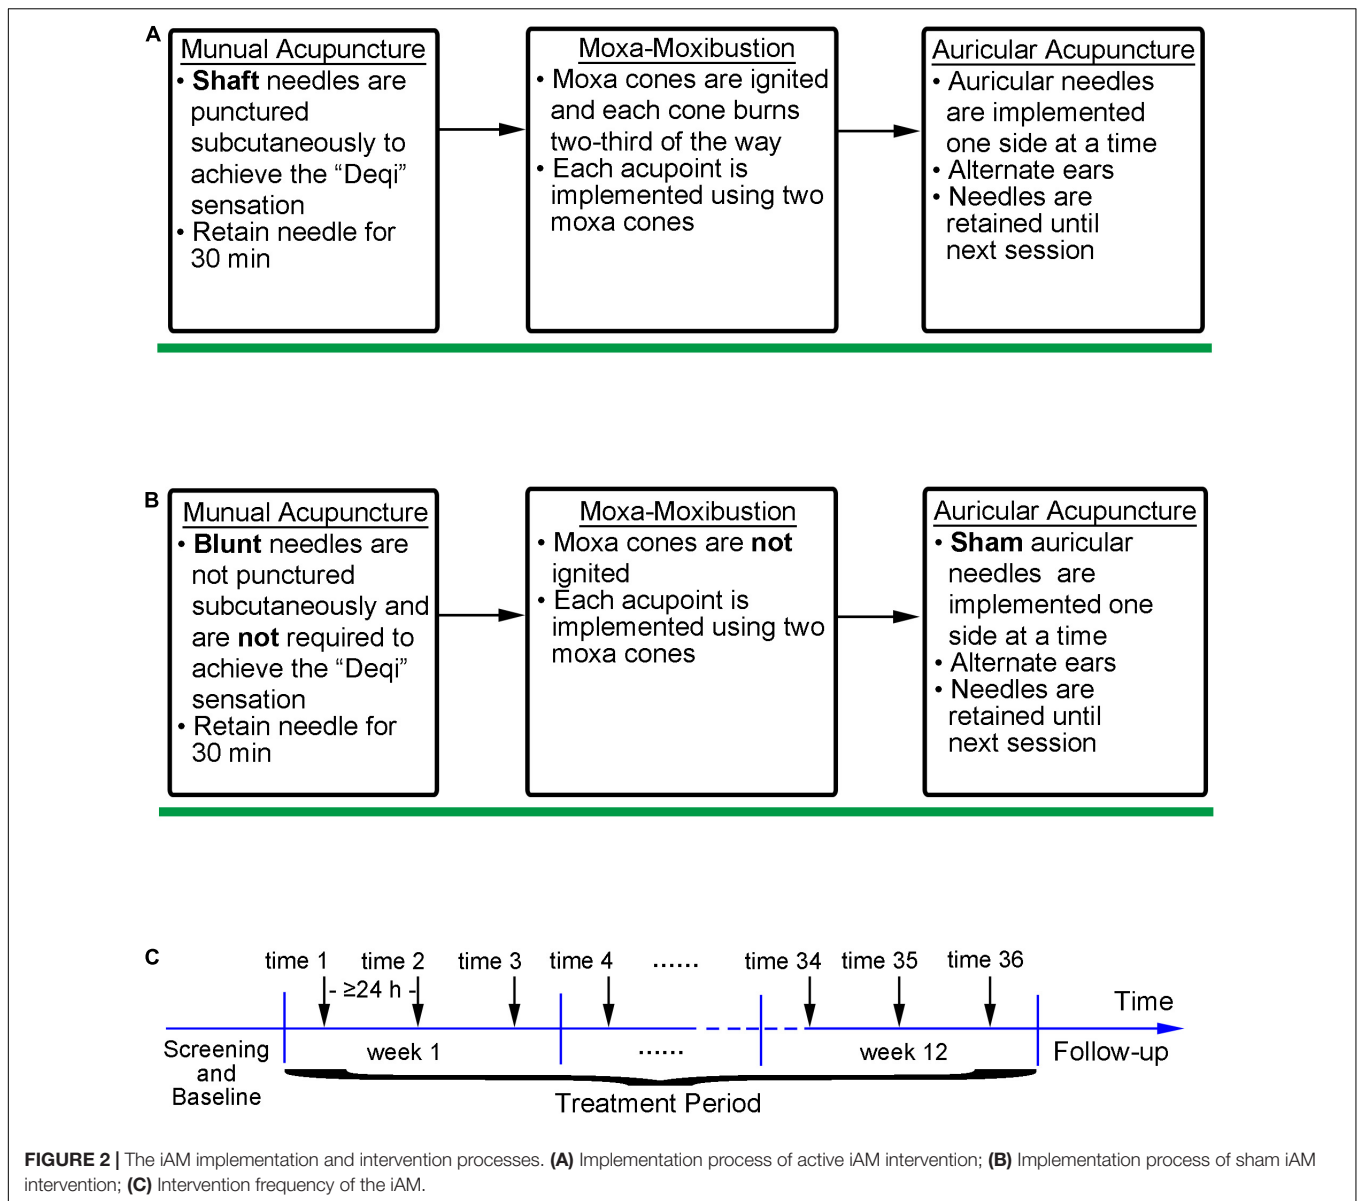 A
Munual Acupuncture
• Shaft needles are
punctured
subcutaneously to
achieve the “Deqi”
sensation
• Retain needle for
30 min
Moxa-Moxibustion
• Moxa cones are ignited
and each cone burns
two-third of the way
• Each acupoint is
implemented using two
moxa cones
Auricular Acupuncture
• Auricular needles
are implemented
one side at a time
• Alternate ears
• Needles are
retained until
next session
B
Munual Acupuncture
• Blunt needles are
not punctured
subcutaneously and
are not required to
achieve the “Deqi”
sensation
• Retain needle for
30 min
Moxa-Moxibustion
• Moxa cones are not
ignited
• Each acupoint is
implemented using two
moxa cones
Auricular Acupuncture
• Sham auricular
needles are
implemented one
side at a time
• Alternate ears
• Needles are
retained until
next session
C
time 1 time 2 time 3 time 4 ...... time 34 time 35 time 36
- ≥24 h -
Time
Screening
and
Baseline
week 1 ...... week 12 Follow-up
Treatment Period
FIGURE 2 | The iAM implementation and intervention processes. (A) Implementation process of active iAM intervention; (B) Implementation process of sham iAM
intervention; (C) Intervention frequency of the iAM.